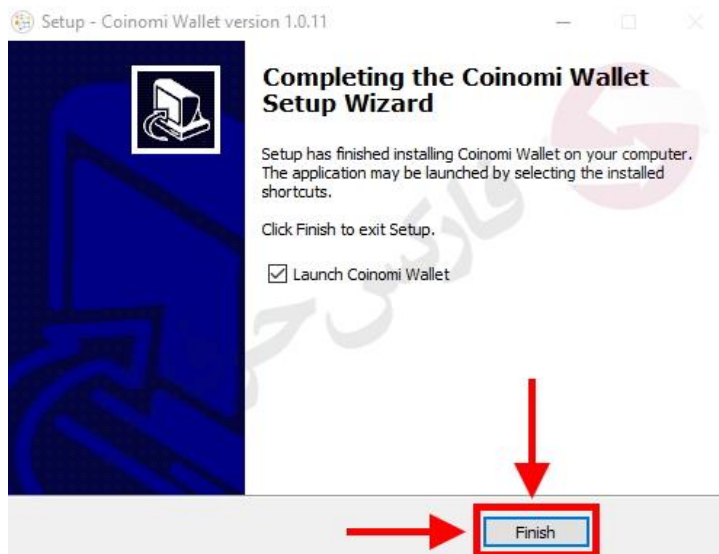 Setup - Coinomi Wallet version 1.0.11
Completing the Coinomi Wallet
Setup Wizard
Setup has finished installing Coinomi Wallet on your computer.
The application may be launched by selecting the installed
shortcuts.
Click Finish to exit Setup.
Launch Coinomi Wallet
فارکس حرفه
Finish